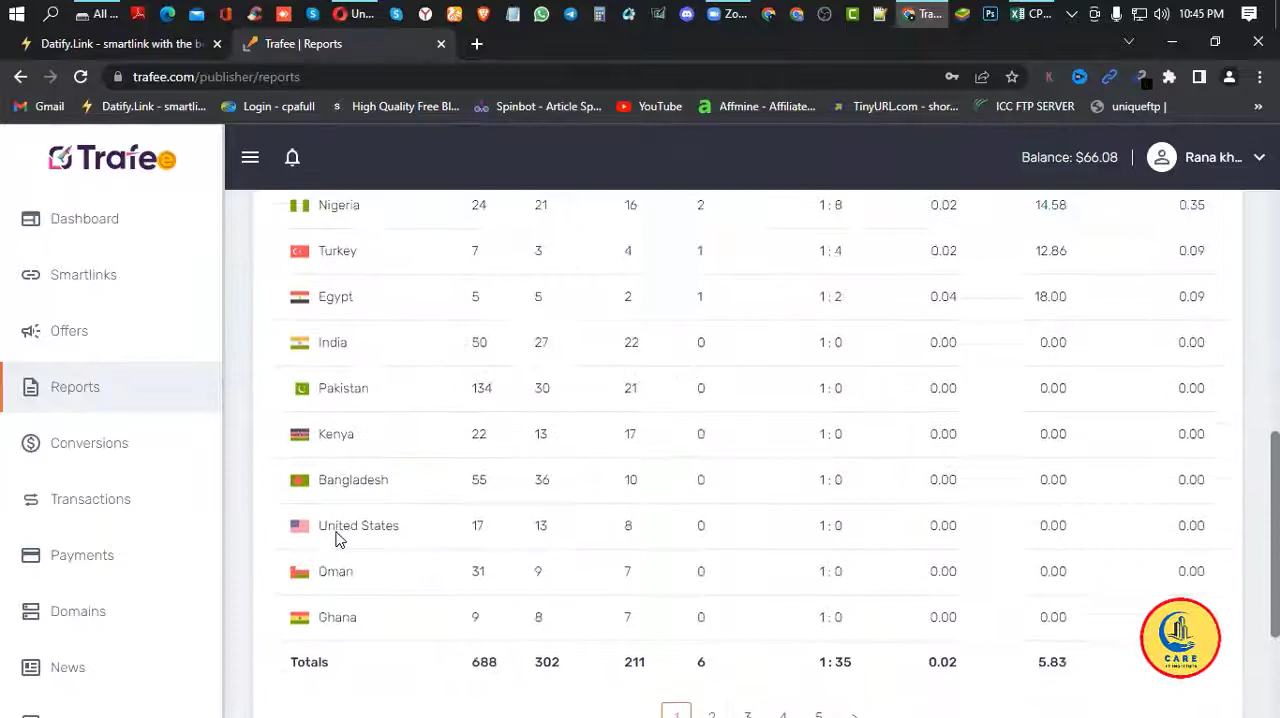 All ... Un... Zo... Tra... CP... 10:45 PM
Datify.Link - smartlink with the b Trafee | Reports
trafee.com/publisher/reports
Gmail Datify.Link - smartli... Login - cpafull High Quality Free Bl... Spinbot - Article Sp... YouTube Affmine - Affiliate... TinyURL.com - shor... ICC FTP SERVER uniqueftp | »
Trafee Balance: $66.08 Rana kh...
Dashboard
Smartlinks
Offers
Reports
Conversions
Transactions
Payments
Domains
News
Nigeria 24 21 16 2 1 : 8 0.02 14.58 0.35
Turkey 7 3 4 1 1 : 4 0.02 12.86 0.09
Egypt 5 5 2 1 1 : 2 0.04 18.00 0.09
India 50 27 22 0 1 : 0 0.00 0.00 0.00
Pakistan 134 30 21 0 1 : 0 0.00 0.00 0.00
Kenya 22 13 17 0 1 : 0 0.00 0.00 0.00
Bangladesh 55 36 10 0 1 : 0 0.00 0.00 0.00
United States 17 13 8 0 1 : 0 0.00 0.00 0.00
Oman 31 9 7 0 1 : 0 0.00 0.00 0.00
Ghana 9 8 7 0 1 : 0 0.00 0.00
Totals 688 302 211 6 1 : 35 0.02 5.83
1 2 3 4 5 >
CARE